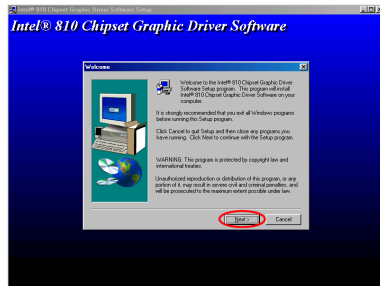 Intel® 810 Chipset Graphic Driver Software Setup
Intel® 810 Chipset Graphic Driver Software
Welcome
Welcome to the Intel® 810 Chipset Graphic Driver
Software Setup program. This program will install
Intel® 810 Chipset Graphic Driver Software on your
computer.
It is strongly recommended that you exit all Windows programs
before running this Setup program.
Click Cancel to quit Setup and then close any programs you
have running. Click Next to continue with the Setup program.
WARNING: This program is protected by copyright law and
international treaties.
Unauthorized reproduction or distribution of this program, or any
portion of it, may result in severe civil and criminal penalties, and
will be prosecuted to the maximum extent possible under law.
Next >
Cancel